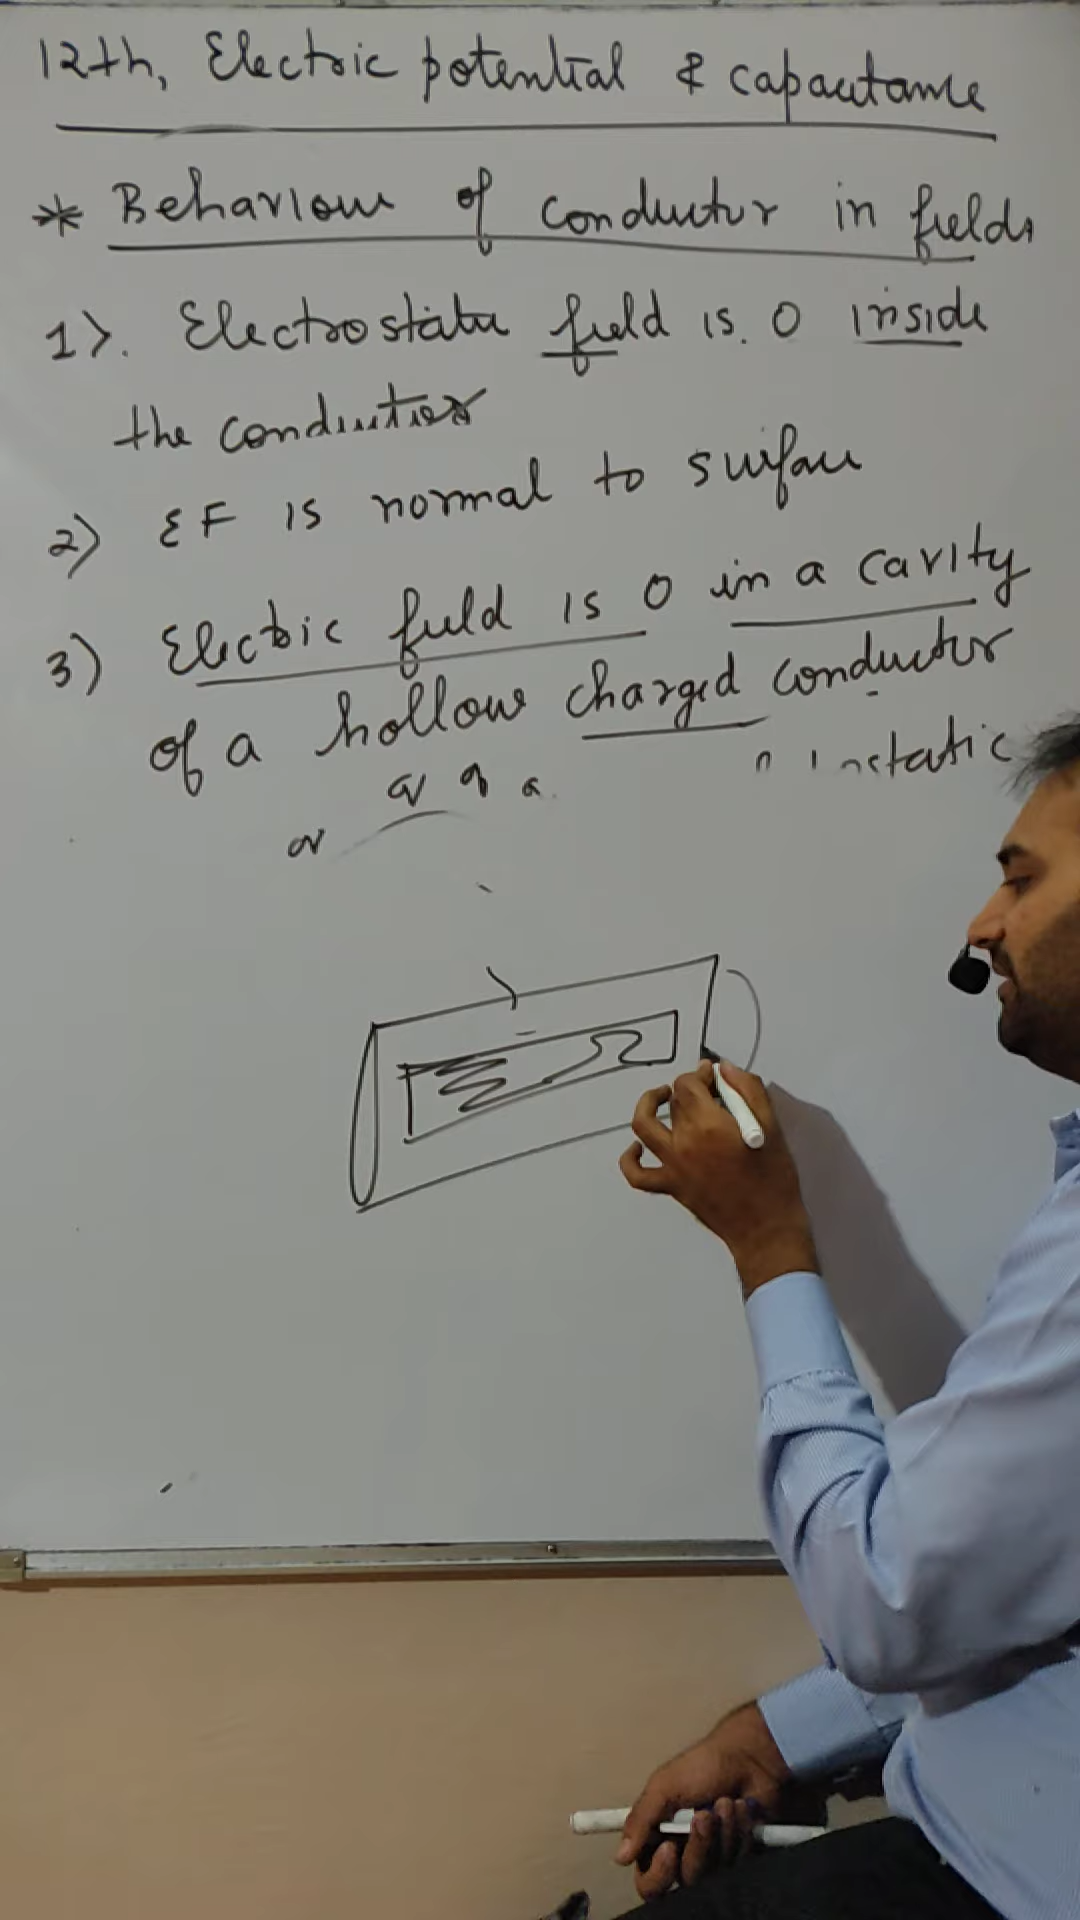 12th, Electric potential & capacitance
* Behaviour of conductor in fields
1). Electrostatic field is 0 inside
the conductor
2) EF is normal to surface
3) Electric field is 0 in a cavity
of a hollow charged conductor